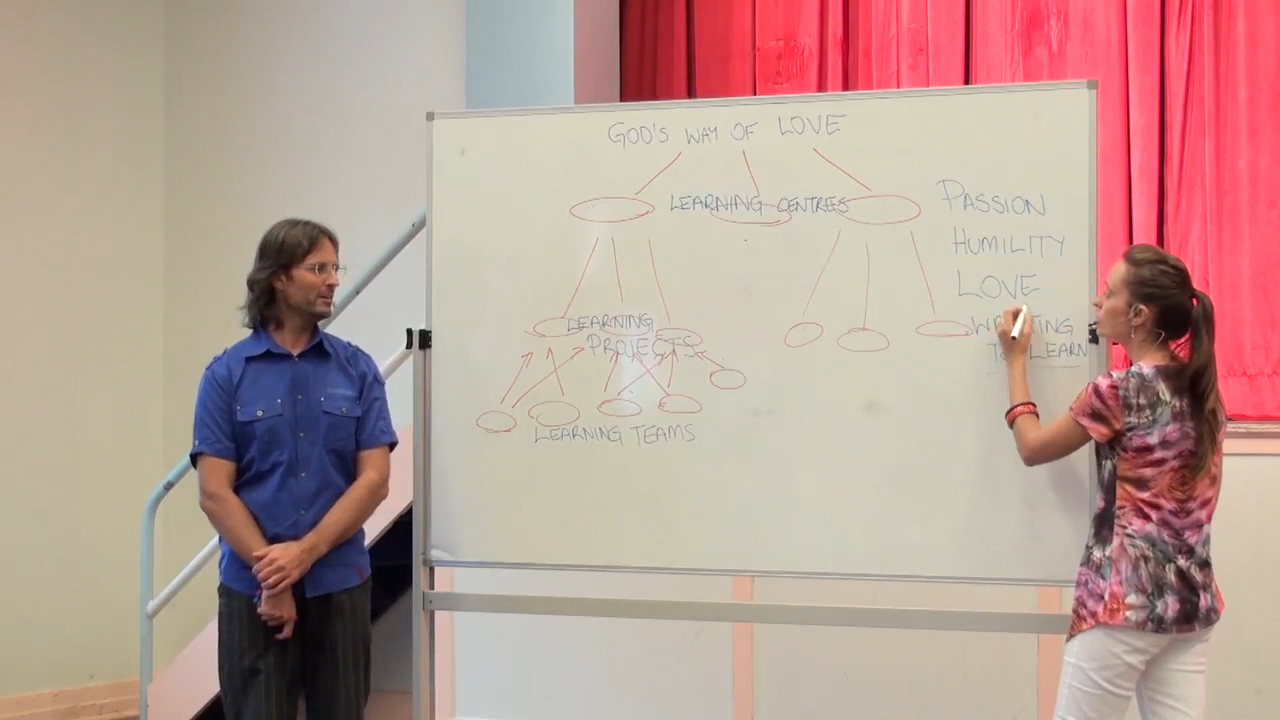 GOD'S WAY OF LOVE
LEARNING CENTRES
LEARNING
PROJECTS
LEARNING TEAMS
PASSION
HUMILITY
LOVE
TO LEARN